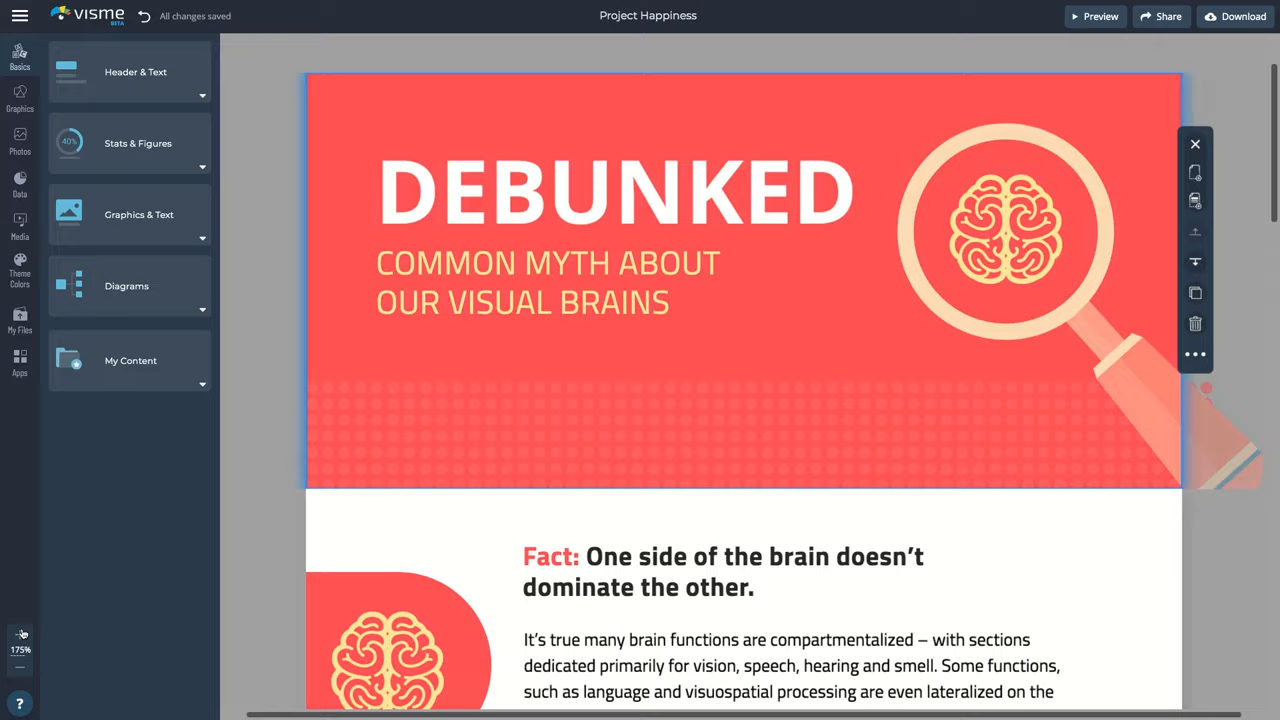 visme
BETA
All changes saved
Project Happiness
Preview
Share
Download
Basics
Graphics
Photos
Data
Media
Theme
Colors
My Files
Apps
175%
?
Header & Text
40%
Stats & Figures
Graphics & Text
Diagrams
My Content
DEBUNKED
COMMON MYTH ABOUT
OUR VISUAL BRAINS
Fact: One side of the brain doesn’t
dominate the other.
It’s true many brain functions are compartmentalized – with sections
dedicated primarily for vision, speech, hearing and smell. Some functions,
such as language and visuospatial processing are even lateralized on the